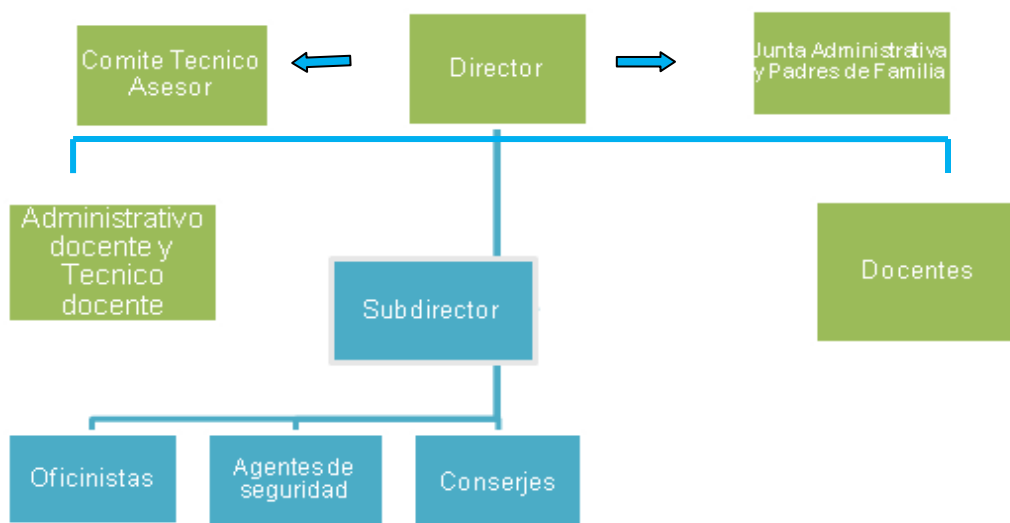 Comite Tecnico
Asesor
Director
Junta Administrativa
y Padres de Familia
Administrativo
docente y
Tecnico
docente
Docentes
Subdirector
Oficinistas
Agentes de
seguridad
Conserjes